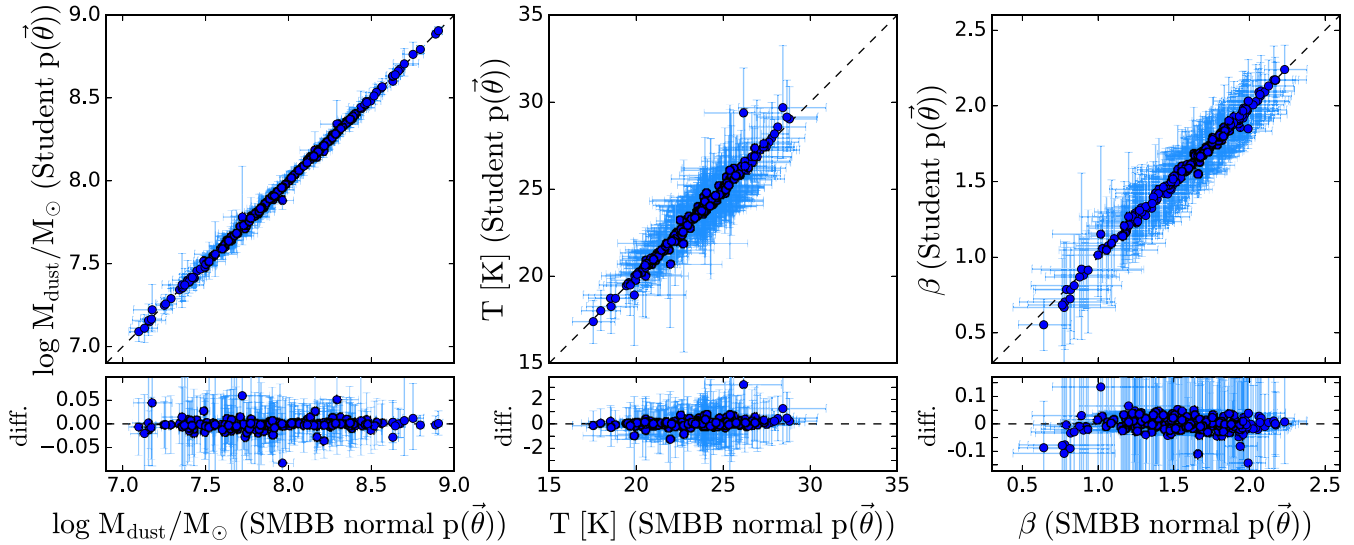 9.0
8.5
8.0
7.5
7.0
log M_dust/M_⊙ (Student p(θ⃗))
0.05
0.00
−0.05
diff.
7.0 7.5 8.0 8.5 9.0
log M_dust/M_⊙ (SMBB normal p(θ⃗))
35
30
25
20
15
T [K] (Student p(θ⃗))
2
0
-2
diff.
15 20 25 30 35
T [K] (SMBB normal p(θ⃗))
2.5
2.0
1.5
1.0
0.5
β (Student p(θ⃗))
0.1
0
-0.1
diff.
0.5 1.0 1.5 2.0 2.5
β (SMBB normal p(θ⃗))